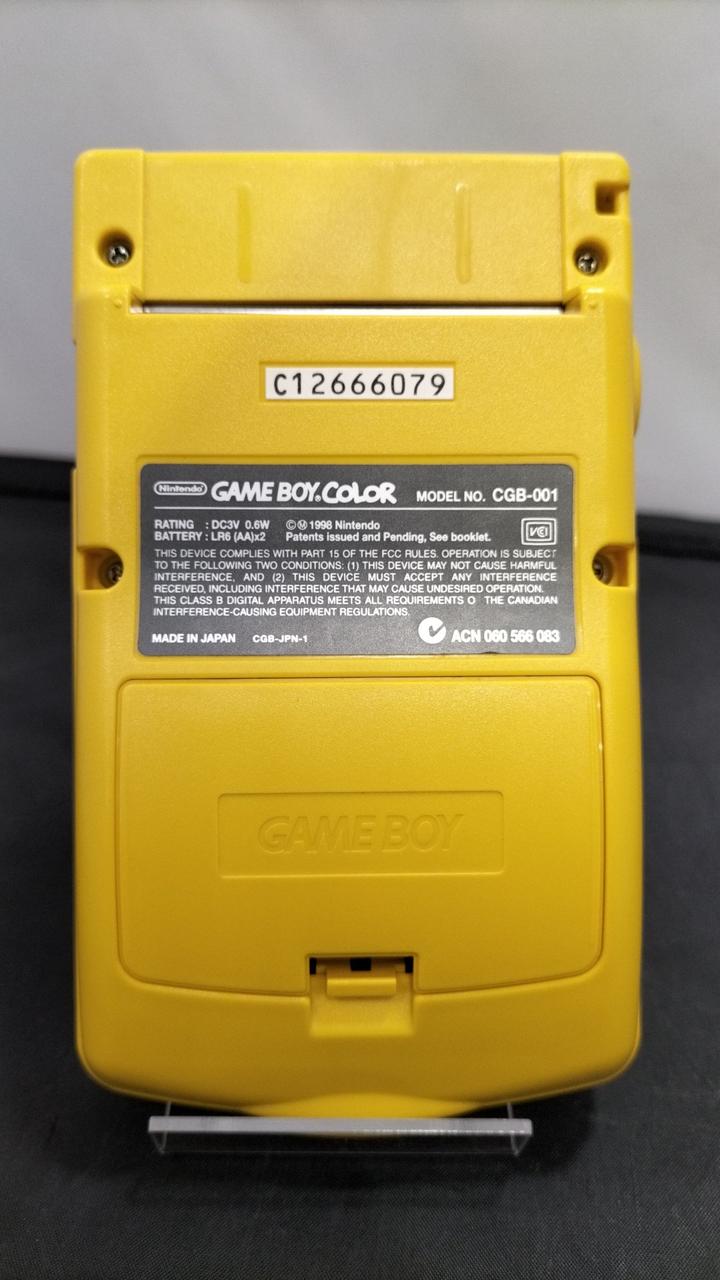 C12666079
Nintendo GAME BOY COLOR MODEL NO. CGB-001
RATING : DC3V 0.6W ©Ⓜ1998 Nintendo
BATTERY : LR6 (AA)x2 Patents issued and Pending, See booklet.
VCI
THIS DEVICE COMPLIES WITH PART 15 OF THE FCC RULES. OPERATION IS SUBJECT
TO THE FOLLOWING TWO CONDITIONS: (1) THIS DEVICE MAY NOT CAUSE HARMFUL
INTERFERENCE, AND (2) THIS DEVICE MUST ACCEPT ANY INTERFERENCE
RECEIVED, INCLUDING INTERFERENCE THAT MAY CAUSE UNDESIRED OPERATION.
THIS CLASS B DIGITAL APPARATUS MEETS ALL REQUIREMENTS O THE CANADIAN
INTERFERENCE-CAUSING EQUIPMENT REGULATIONS.
MADE IN JAPAN CGB-JPN-1 ACN 060 566 083
GAME BOY